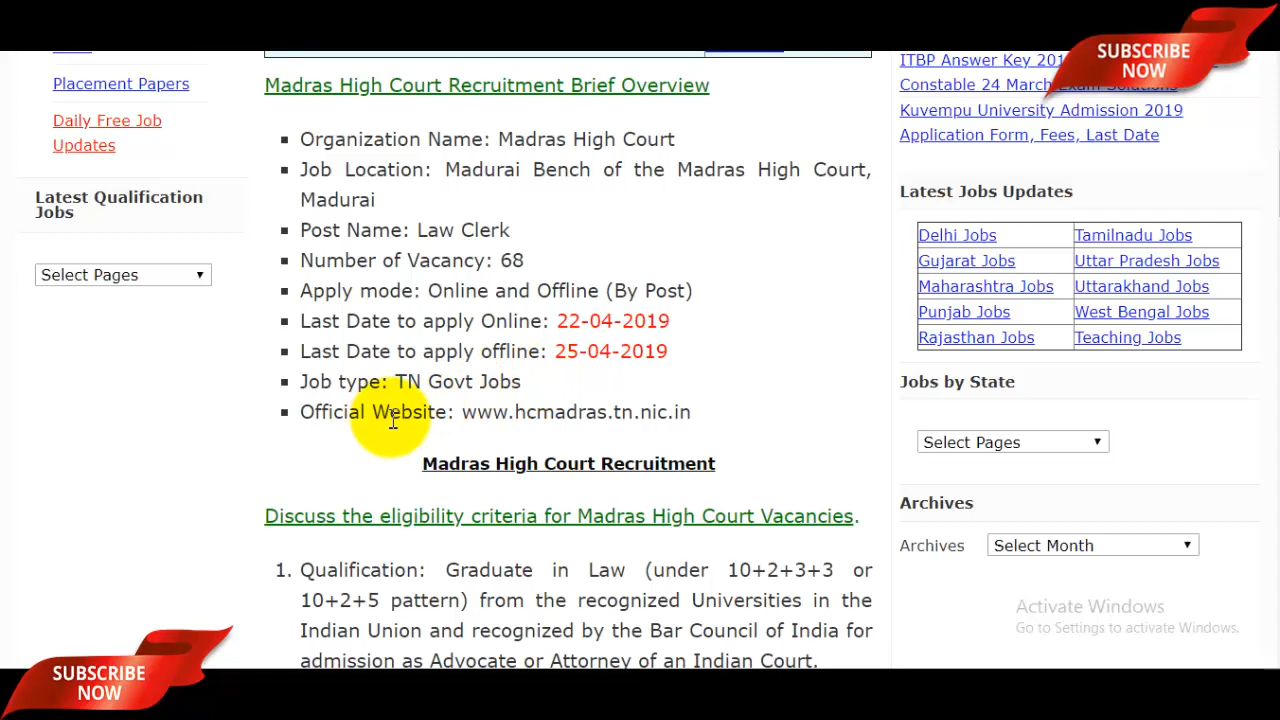 Placement Papers
Daily Free Job
Updates
Latest Qualification
Jobs
Select Pages
Madras High Court Recruitment Brief Overview
Organization Name: Madras High Court
Job Location: Madurai Bench of the Madras High Court,
Madurai
Post Name: Law Clerk
Number of Vacancy: 68
Apply mode: Online and Offline (By Post)
Last Date to apply Online: 22-04-2019
Last Date to apply offline: 25-04-2019
Job type: TN Govt Jobs
Official Website: www.hcmadras.tn.nic.in
Madras High Court Recruitment
Discuss the eligibility criteria for Madras High Court Vacancies.
1. Qualification: Graduate in Law (under 10+2+3+3 or
10+2+5 pattern) from the recognized Universities in the
Indian Union and recognized by the Bar Council of India for
admission as Advocate or Attorney of an Indian Court.
ITBP Answer Key
Constable 24 March Exam Solutions
Kuvempu University Admission 2019
Application Form, Fees, Last Date
Latest Jobs Updates
Delhi Jobs Tamilnadu Jobs
Gujarat Jobs Uttar Pradesh Jobs
Maharashtra Jobs Uttarakhand Jobs
Punjab Jobs West Bengal Jobs
Rajasthan Jobs Teaching Jobs
Jobs by State
Select Pages
Archives
Archives Select Month
Activate Windows
Go to Settings to activate Windows.
SUBSCRIBE
NOW
SUBSCRIBE
NOW